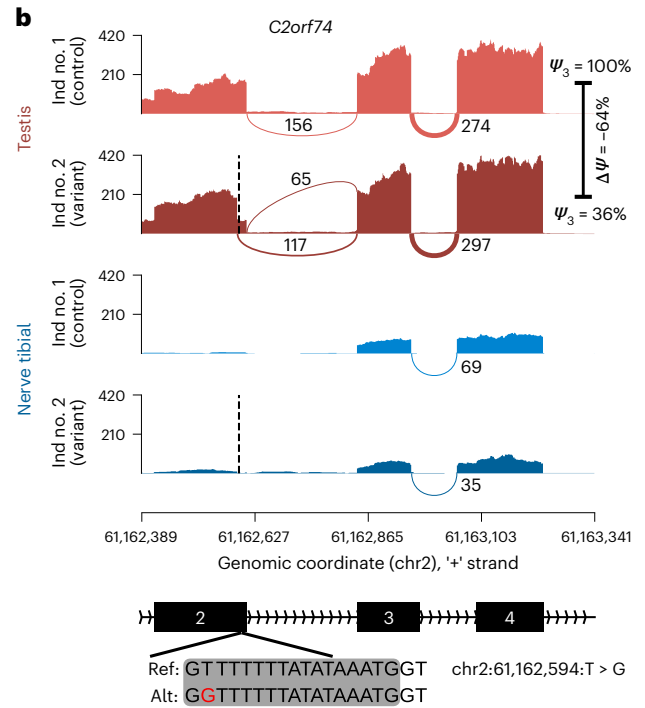 b
C2orf74
Testis
Ind no. 1
(control)
420
210
156
274
Ψ3 = 100%
ΔΨ = –64%
Ind no. 2
(variant)
420
210
65
117
297
Ψ3 = 36%
Nerve tibial
Ind no. 1
(control)
420
210
69
Ind no. 2
(variant)
420
210
35
61,162,389 61,162,627 61,162,865 61,163,103 61,163,341
Genomic coordinate (chr2), '+' strand
2 3 4
Ref: GTTTTTTTATATAAATGGT chr2:61,162,594:T > G
Alt: GGTTTTTTATATAAATGGT